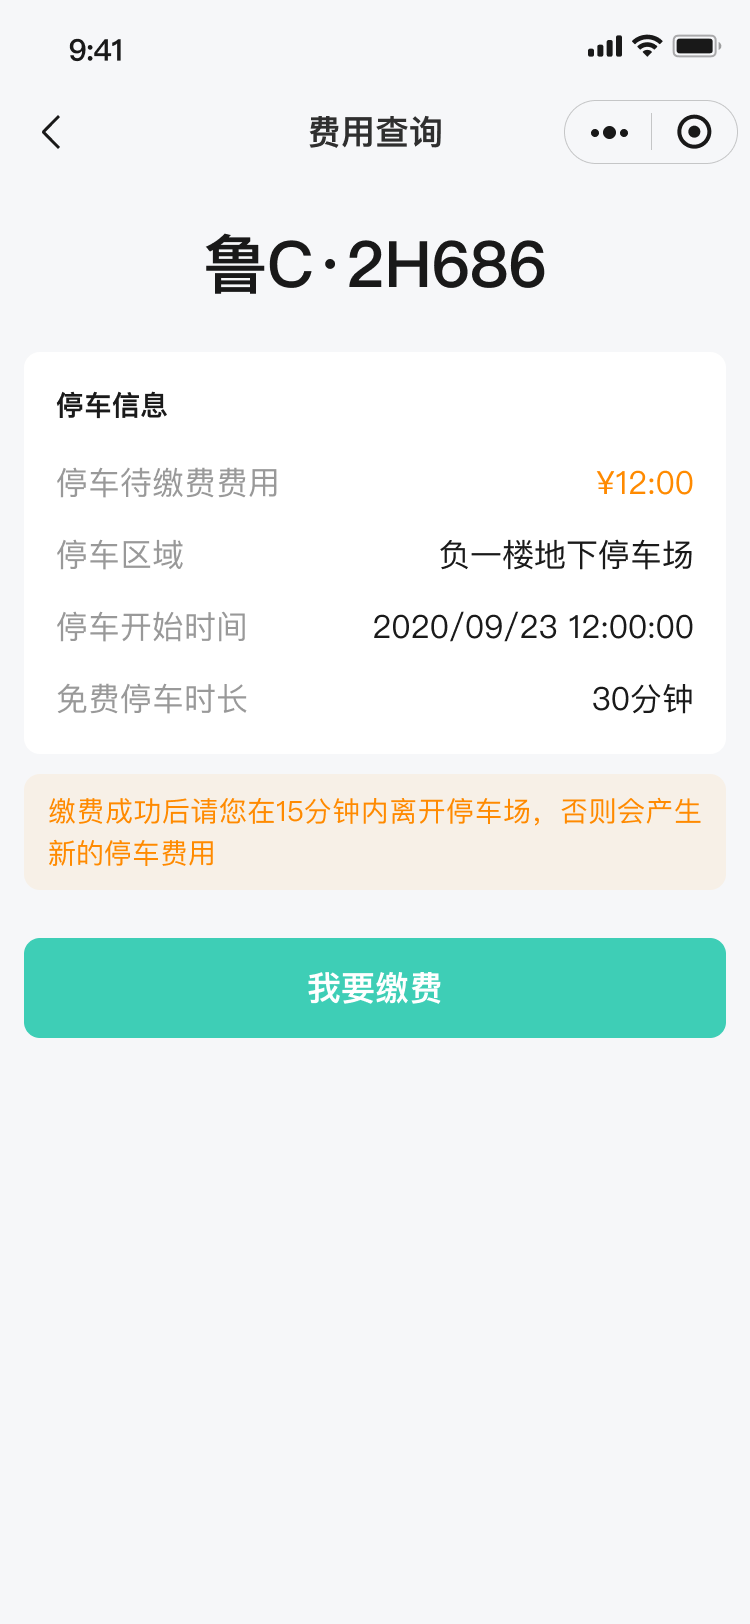 9:41
费用查询
鲁C·2H686
停车信息
停车待缴费费用 ¥12:00
停车区域 负一楼地下停车场
停车开始时间 2020/09/23 12:00:00
免费停车时长 30分钟
缴费成功后请您在15分钟内离开停车场，否则会产生
新的停车费用
我要缴费